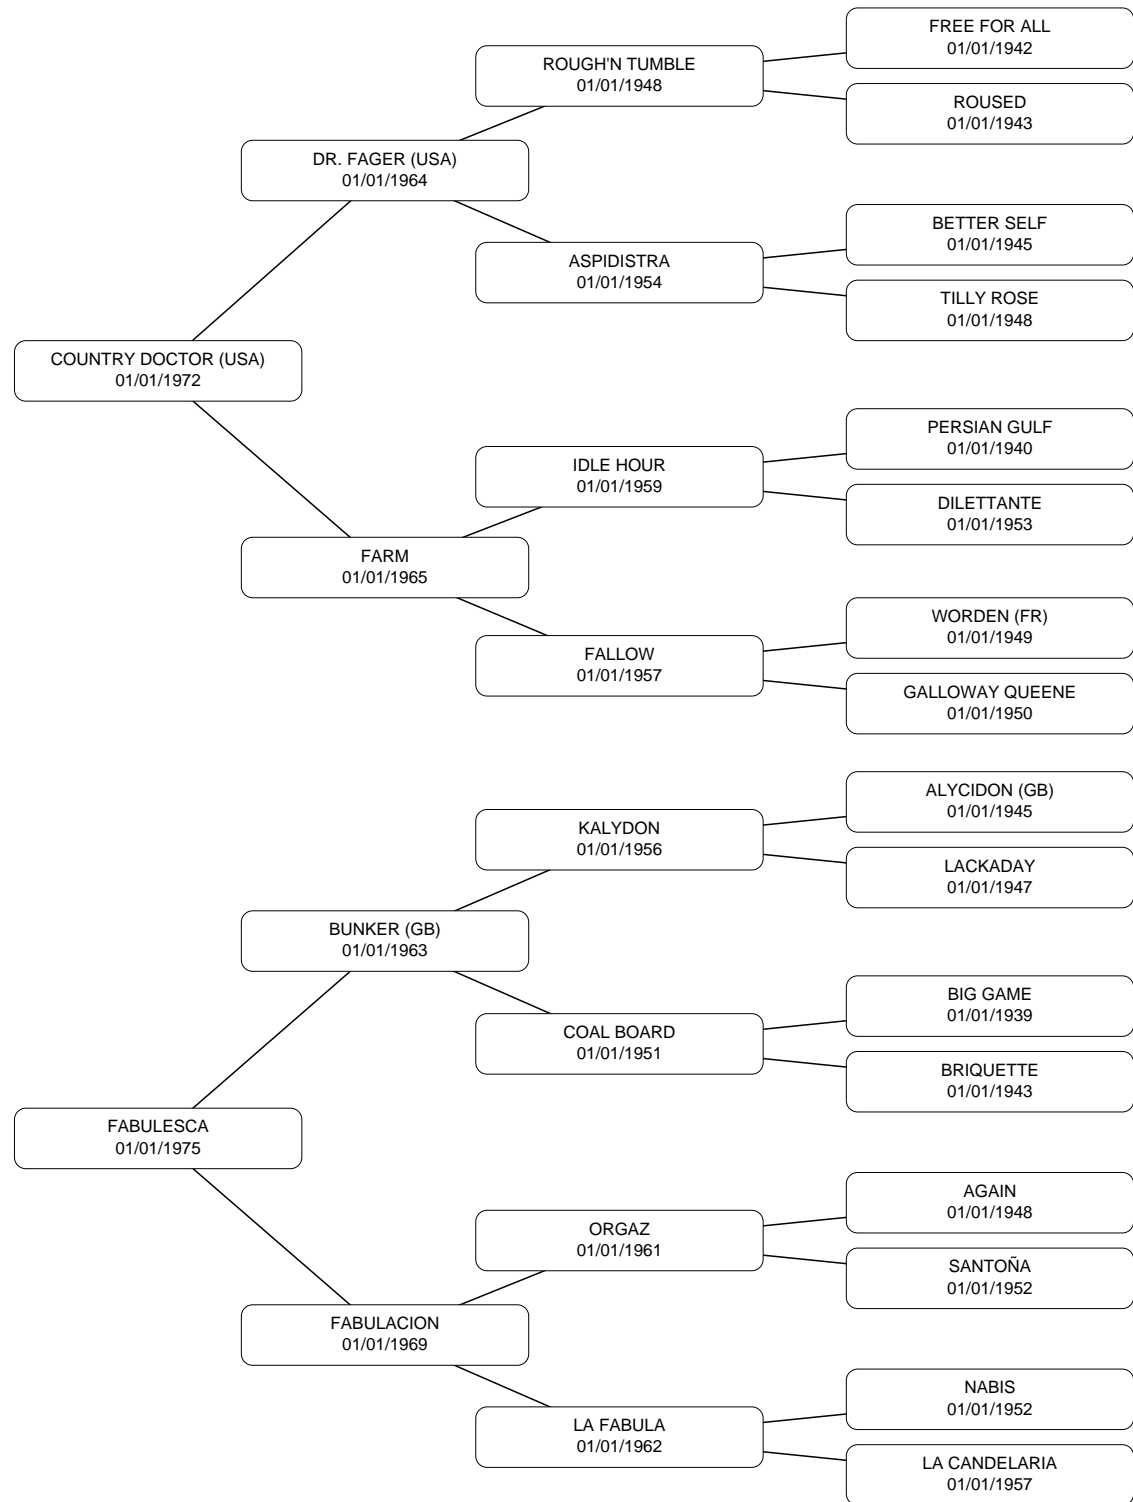 FREE FOR ALL
01/01/1942
ROUGH'N TUMBLE
01/01/1948
ROUSED
01/01/1943
DR. FAGER (USA)
01/01/1964
BETTER SELF
01/01/1945
ASPIDISTRA
01/01/1954
TILLY ROSE
01/01/1948
COUNTRY DOCTOR (USA)
01/01/1972
PERSIAN GULF
01/01/1940
IDLE HOUR
01/01/1959
DILETTANTE
01/01/1953
FARM
01/01/1965
WORDEN (FR)
01/01/1949
FALLOW
01/01/1957
GALLOWAY QUEENE
01/01/1950
ALYCIDON (GB)
01/01/1945
KALYDON
01/01/1956
LACKADAY
01/01/1947
BUNKER (GB)
01/01/1963
BIG GAME
01/01/1939
COAL BOARD
01/01/1951
BRIQUETTE
01/01/1943
FABULESCA
01/01/1975
AGAIN
01/01/1948
ORGAZ
01/01/1961
SANTOÑA
01/01/1952
FABULACION
01/01/1969
NABIS
01/01/1952
LA FABULA
01/01/1962
LA CANDELARIA
01/01/1957